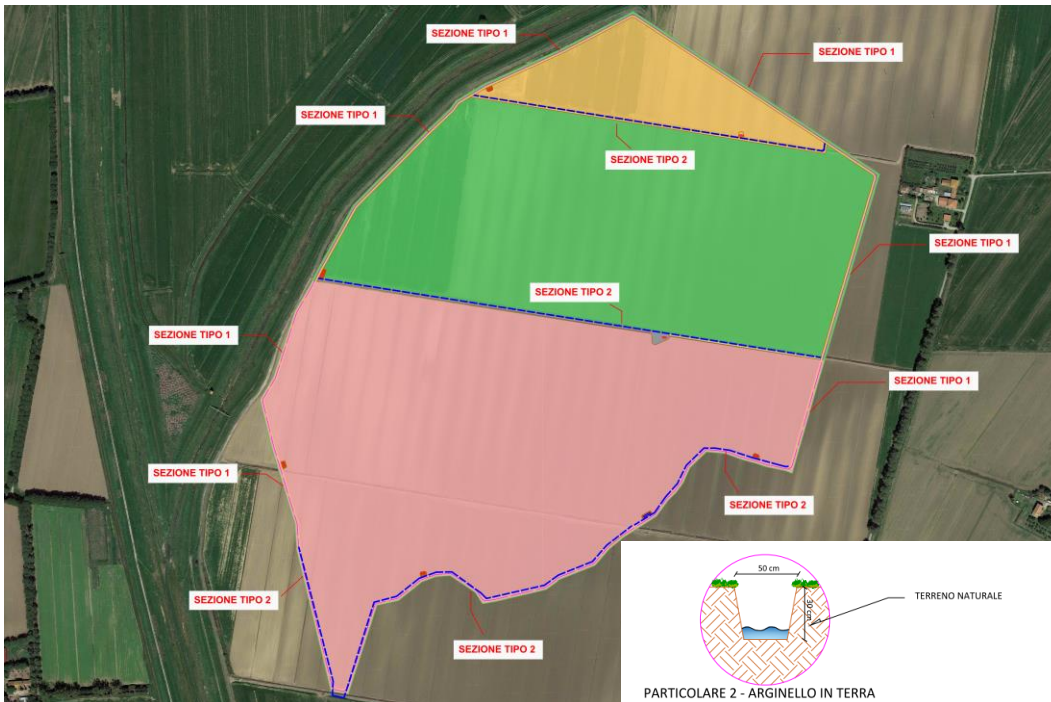 SEZIONE TIPO 1
SEZIONE TIPO 1
SEZIONE TIPO 1
SEZIONE TIPO 2
SEZIONE TIPO 1
SEZIONE TIPO 2
SEZIONE TIPO 1
SEZIONE TIPO 1
SEZIONE TIPO 1
SEZIONE TIPO 2
SEZIONE TIPO 2
SEZIONE TIPO 2
50 cm
30 cm
TERRENO NATURALE
PARTICOLARE 2 - ARGINELLO IN TERRA